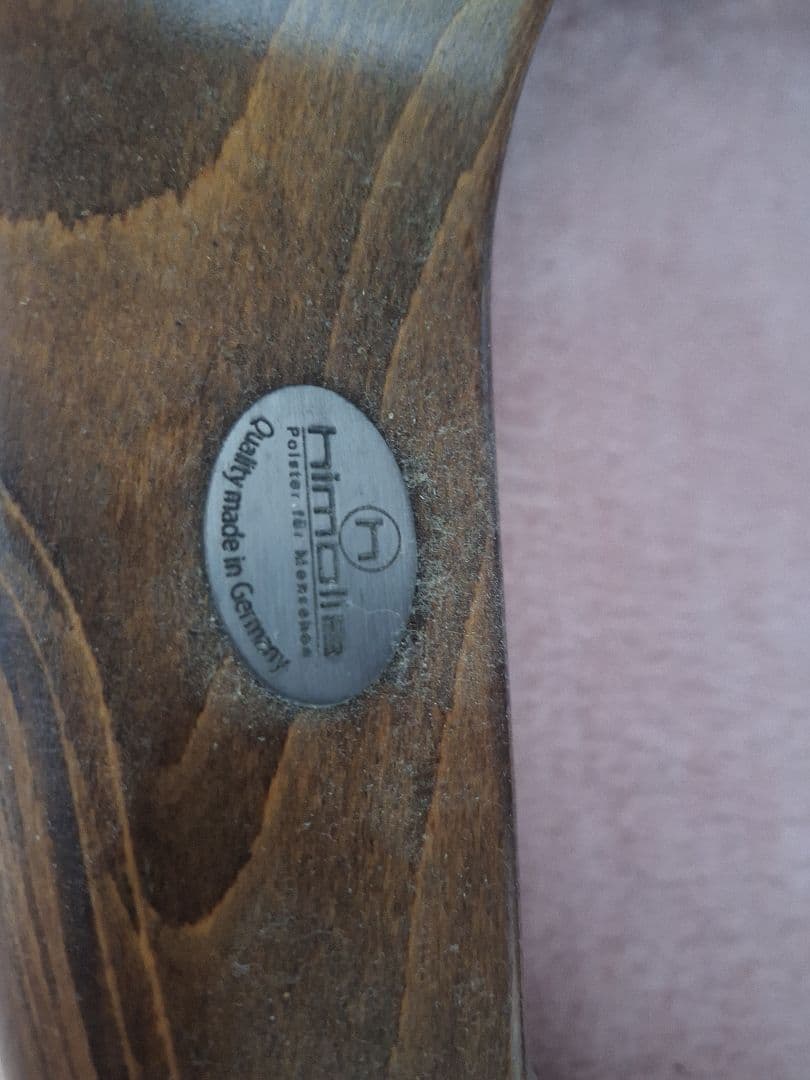 h
himolla
Polster für Menschen
Quality made in Germany